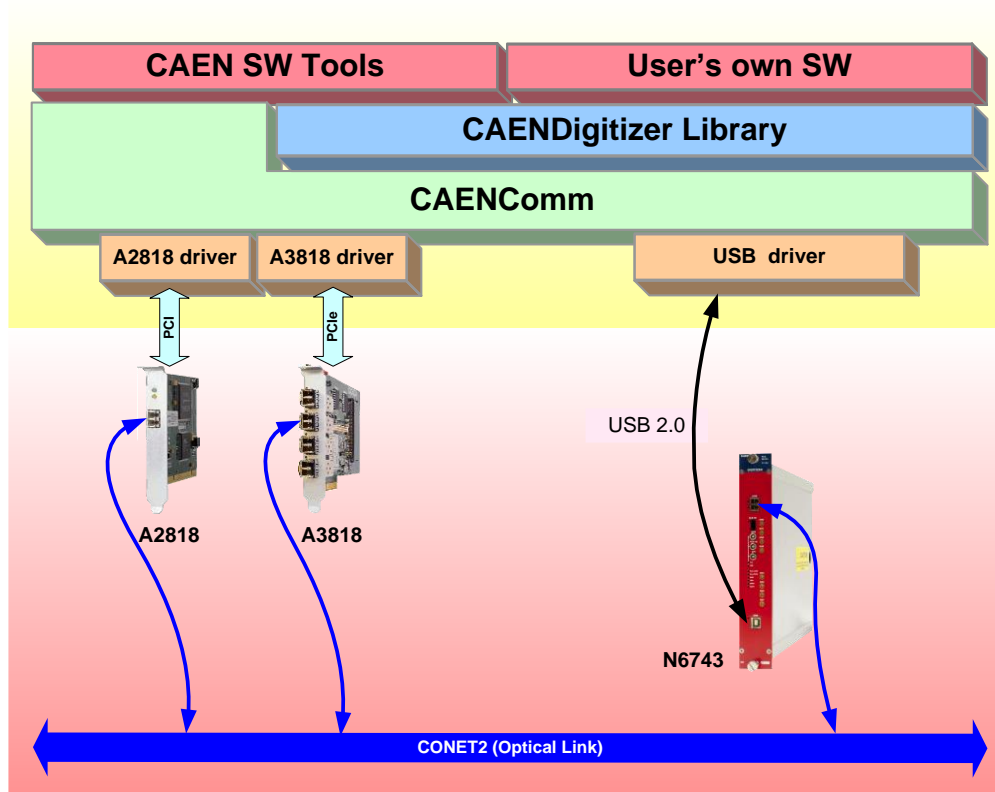 CAEN SW Tools
User's own SW
CAENDigitizer Library
CAENComm
A2818 driver
A3818 driver
USB driver
PCI
PCIe
USB 2.0
A2818
A3818
N6743
CONET2 (Optical Link)